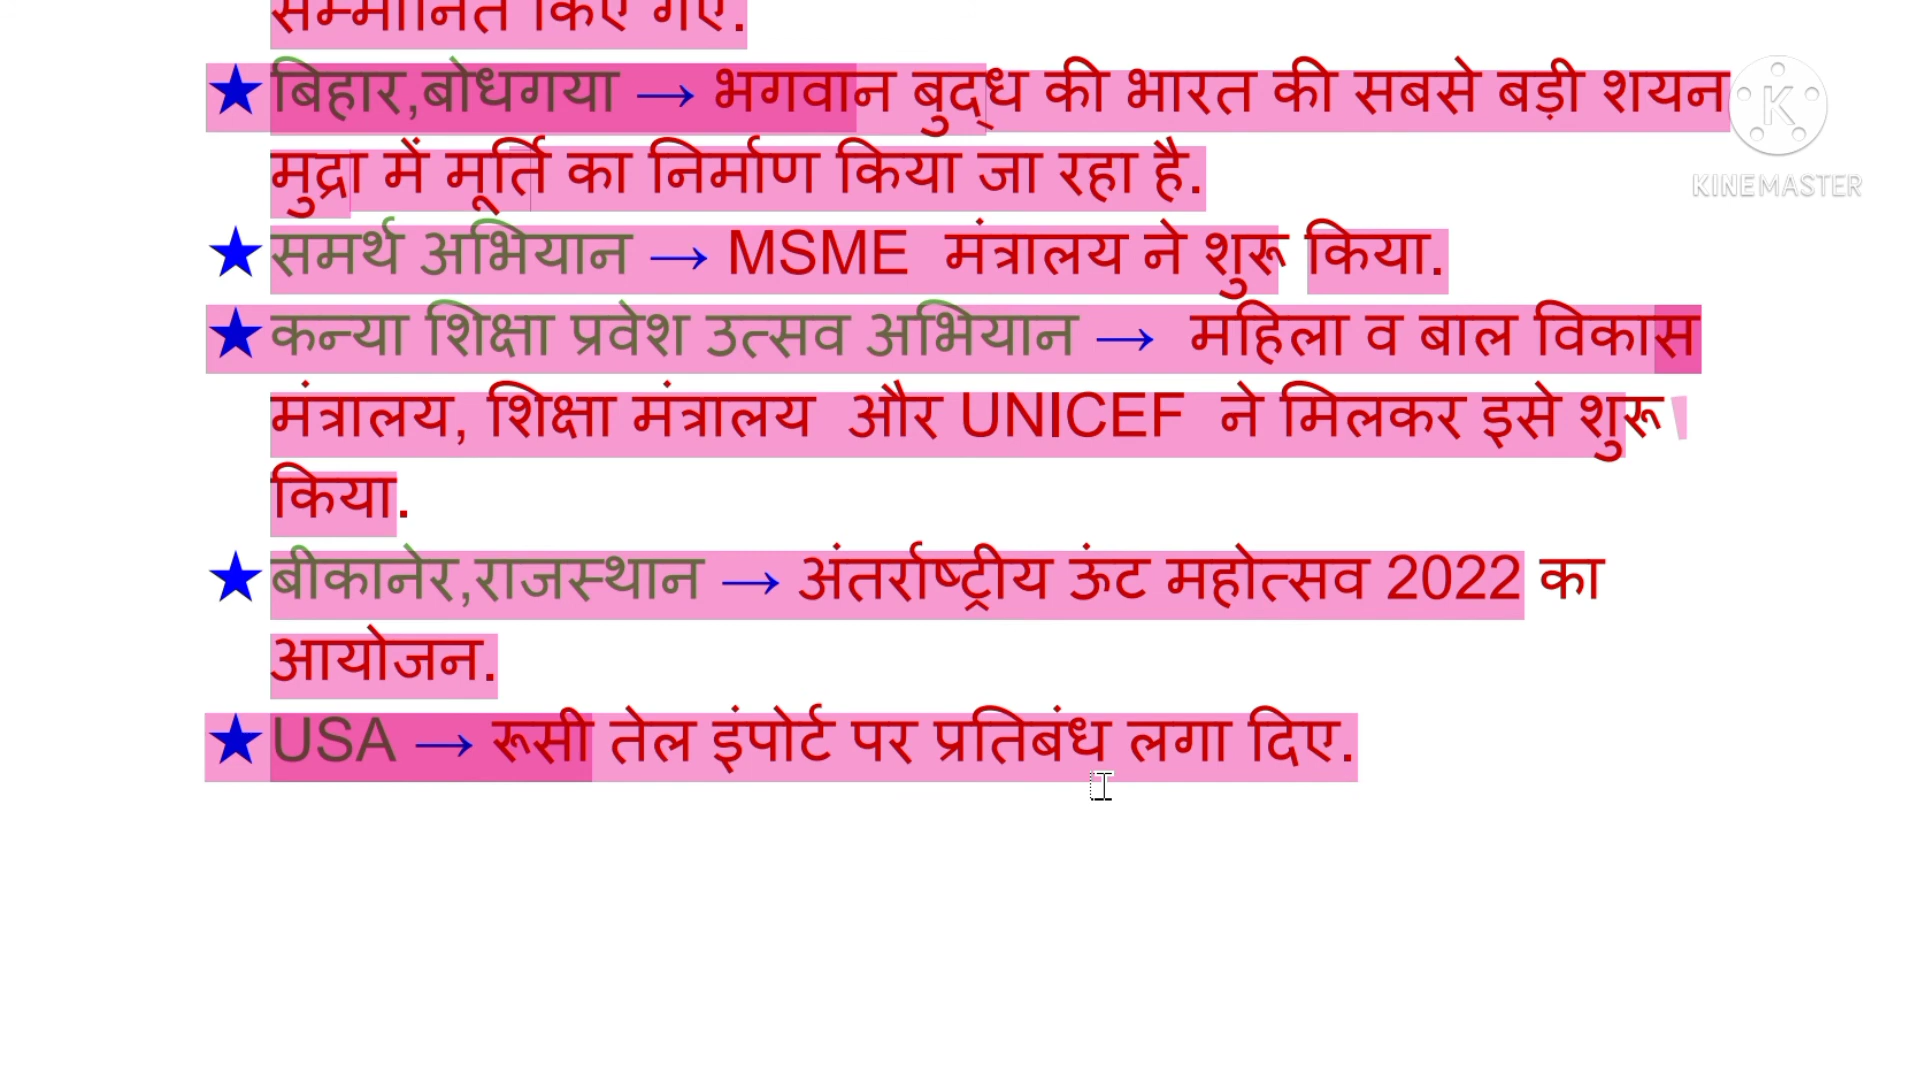 सम्मानित किए गए.
★ बिहार,बोधगया → भगवान बुद्ध की भारत की सबसे बड़ी शयन
मुद्रा में मूर्ति का निर्माण किया जा रहा है.
★ समर्थ अभियान → MSME मंत्रालय ने शुरू किया.
★ कन्या शिक्षा प्रवेश उत्सव अभियान → महिला व बाल विकास
मंत्रालय, शिक्षा मंत्रालय और UNICEF ने मिलकर इसे शुरू
किया.
★ बीकानेर,राजस्थान → अंतर्राष्ट्रीय ऊंट महोत्सव 2022 का
आयोजन.
★ USA → रूसी तेल इंपोर्ट पर प्रतिबंध लगा दिए.
K
KINEMASTER